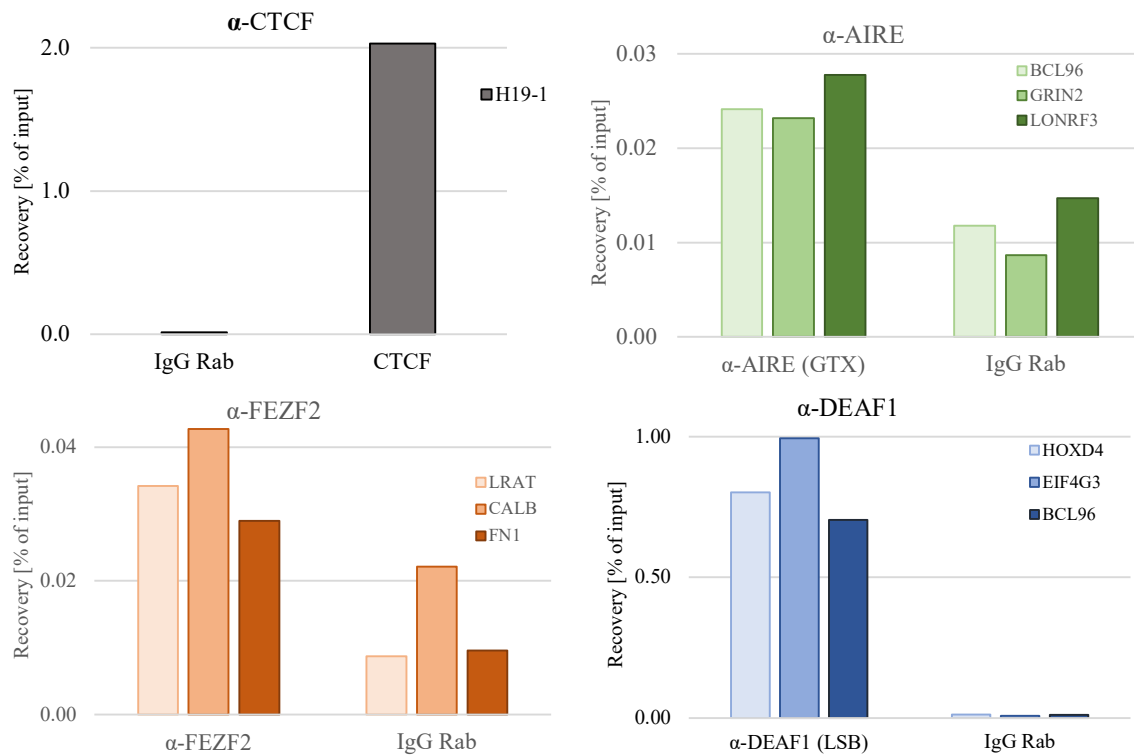 α-CTCF
Recovery [% of input]
2.0
1.0
0.0
H19-1
IgG Rab
CTCF
α-AIRE
Recovery [% of input]
0.03
0.02
0.01
0.00
BCL96
GRIN2
LONRF3
α-AIRE (GTX)
IgG Rab
α-FEZF2
Recovery [% of input]
0.04
0.02
0.00
LRAT
CALB
FN1
α-FEZF2
IgG Rab
α-DEAF1
Recovery [% of input]
1.00
0.50
0.00
HOXD4
EIF4G3
BCL96
α-DEAF1 (LSB)
IgG Rab